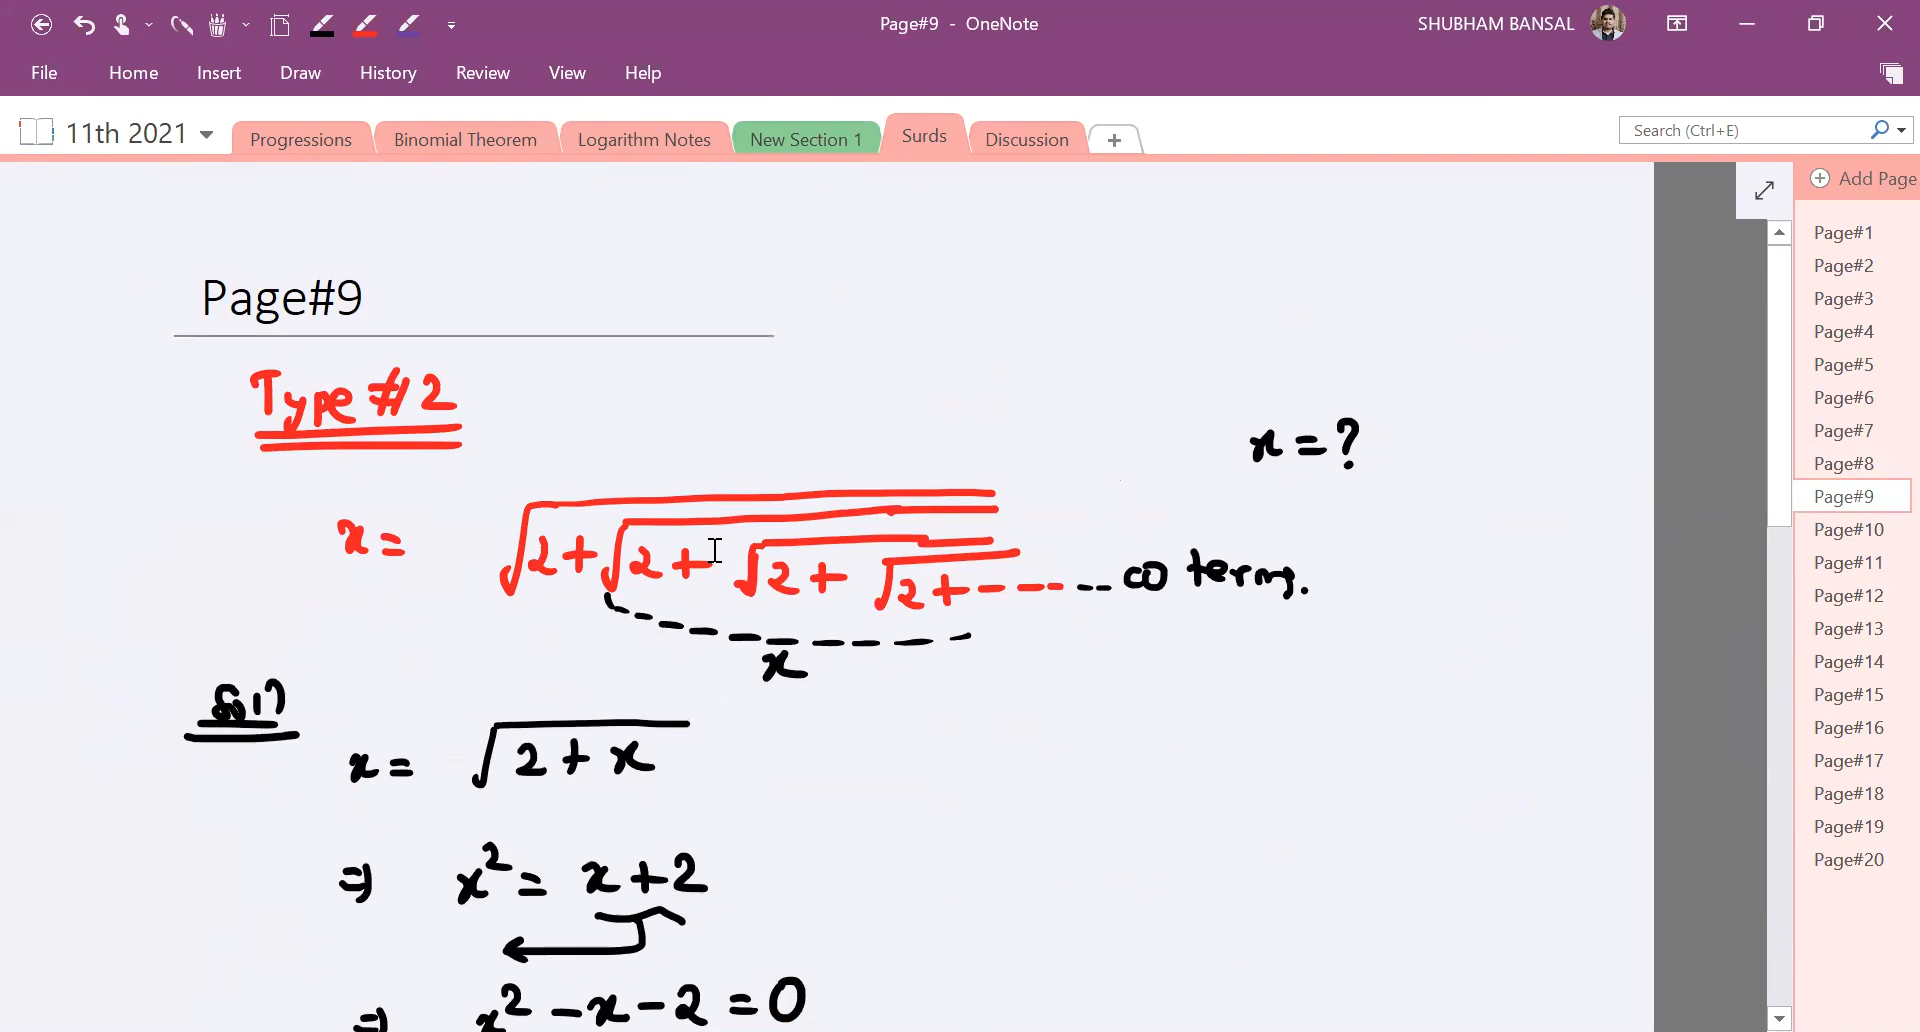 Page#9 - OneNote
SHUBHAM BANSAL
File Home Insert Draw History Review View Help
11th 2021
Progressions Binomial Theorem Logarithm Notes New Section 1 Surds Discussion +
Search (Ctrl+E)
Page#9
Type #2
x = ?
x = √(2+√(2+√(2+√(2+------ ∞ terms.
x
Sol)
x = √(2 + x)
⇒ x² = x + 2
⇒ x² - x - 2 = 0
Add Page
Page#1
Page#2
Page#3
Page#4
Page#5
Page#6
Page#7
Page#8
Page#9
Page#10
Page#11
Page#12
Page#13
Page#14
Page#15
Page#16
Page#17
Page#18
Page#19
Page#20